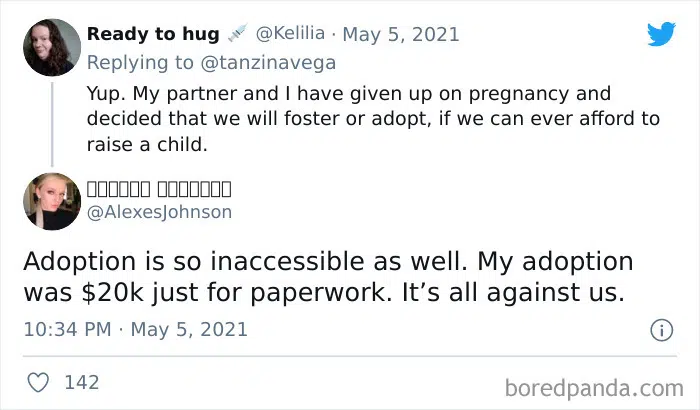 Ready to hug 💉 @Kelilia · May 5, 2021
Replying to @tanzinavega
Yup. My partner and I have given up on pregnancy and
decided that we will foster or adopt, if we can ever afford to
raise a child.
@AlexesJohnson
Adoption is so inaccessible as well. My adoption
was $20k just for paperwork. It’s all against us.
10:34 PM · May 5, 2021
142
boredpanda.com